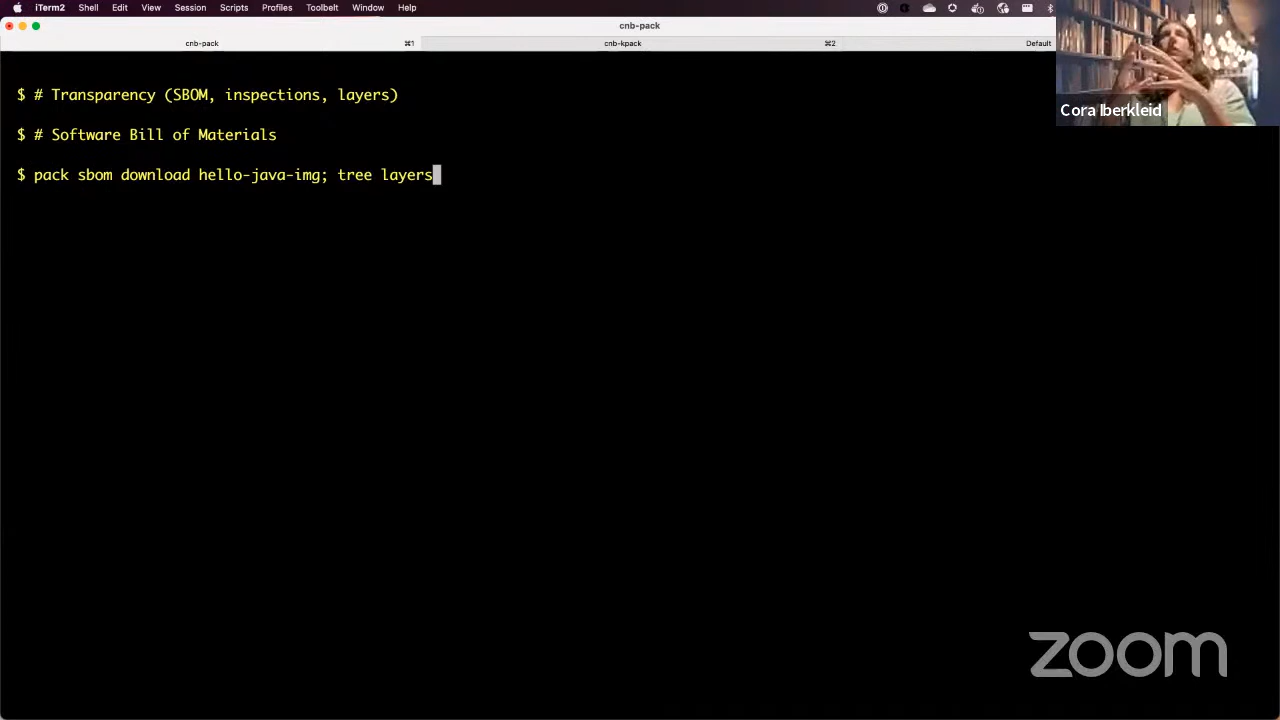 iTerm2 Shell Edit View Session Scripts Profiles Toolbelt Window Help
cnb-pack
cnb-pack ⌘1 cnb-kpack ⌘2 Default
$ # Transparency (SBOM, inspections, layers)
Cora Iberkleid
$ # Software Bill of Materials
$ pack sbom download hello-java-img; tree layers
zoom